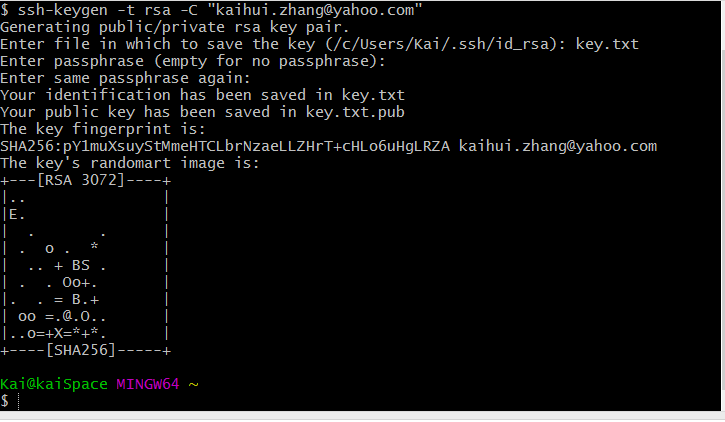 $ ssh-keygen -t rsa -C "kaihui.zhang@yahoo.com"
Generating public/private rsa key pair.
Enter file in which to save the key (/c/Users/Kai/.ssh/id_rsa): key.txt
Enter passphrase (empty for no passphrase):
Enter same passphrase again:
Your identification has been saved in key.txt
Your public key has been saved in key.txt.pub
The key fingerprint is:
SHA256:pY1muXsuyStMmeHTCLbrNzaeLLZHrT+cHLo6uHgLRZA kaihui.zhang@yahoo.com
The key's randomart image is:
+---[RSA 3072]----+
|..               |
|E.               |
|  .       .      |
| .  o .  *       |
|  .. + BS .      |
| .  . Oo+.       |
|.  . = B.+       |
| oo =.@.O..      |
|..o=+X=*+*.      |
+----[SHA256]-----+
Kai@kaiSpace MINGW64 ~
$